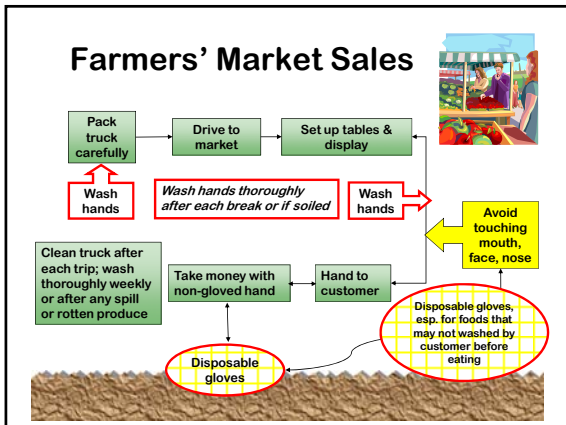 Farmers’ Market Sales
Pack
truck
carefully
Drive to
market
Set up tables &
display
Wash
hands
Wash hands thoroughly
after each break or if soiled
Wash
hands
Avoid
touching
mouth,
face, nose
Clean truck after
each trip; wash
thoroughly weekly
or after any spill
or rotten produce
Take money with
non-gloved hand
Hand to
customer
Disposable gloves,
esp. for foods that
may not washed by
customer before
eating
Disposable
gloves